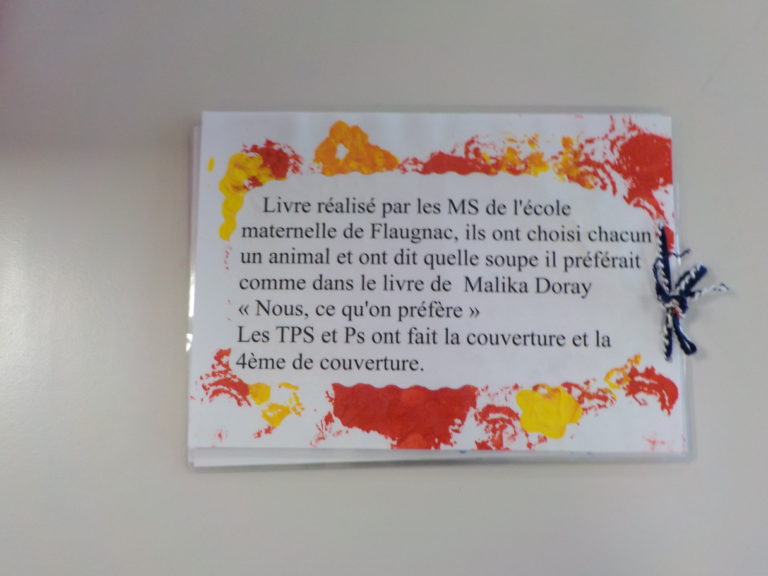 Livre réalisé par les MS de l'école
maternelle de Flaugnac, ils ont choisi chacun
un animal et ont dit quelle soupe il préférait
comme dans le livre de Malika Doray
« Nous, ce qu'on préfère »
Les TPS et Ps ont fait la couverture et la
4ème de couverture.